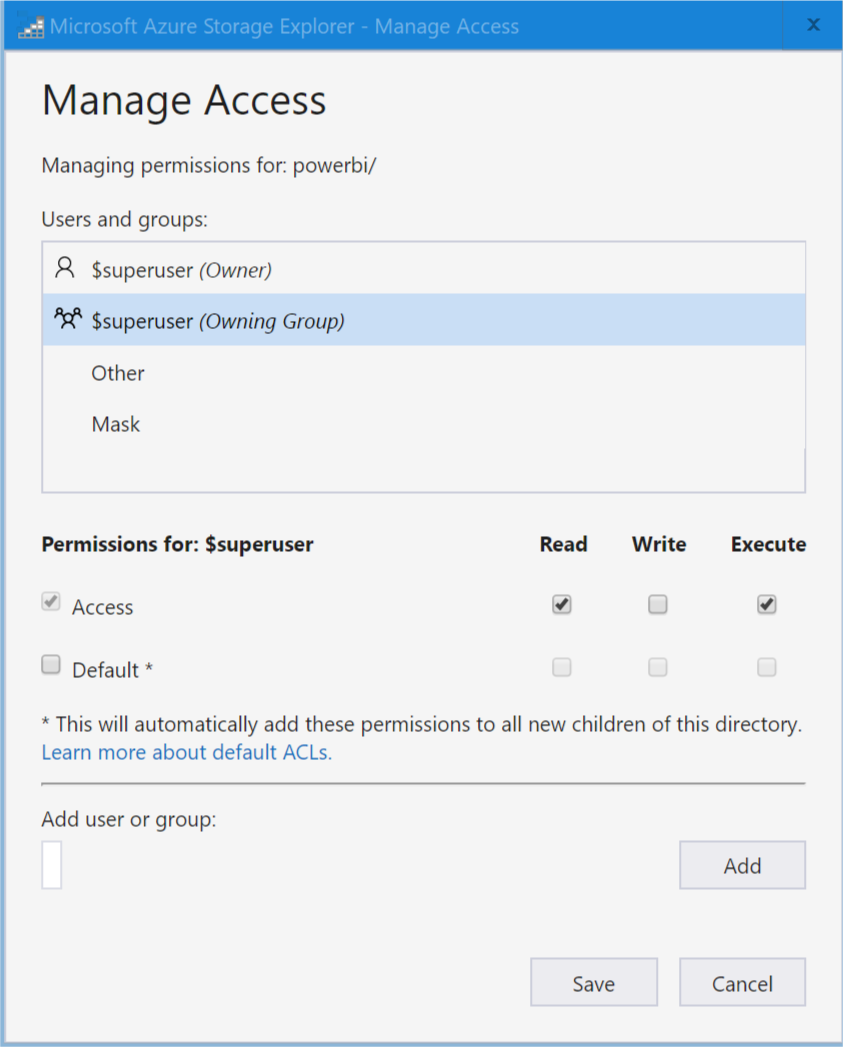 Microsoft Azure Storage Explorer - Manage Access x
Manage Access
Managing permissions for: powerbi/
Users and groups:
$superuser (Owner)
$superuser (Owning Group)
Other
Mask
Permissions for: $superuser Read Write Execute
Access
Default *
* This will automatically add these permissions to all new children of this directory.
Learn more about default ACLs.
Add user or group:
Add
Save Cancel